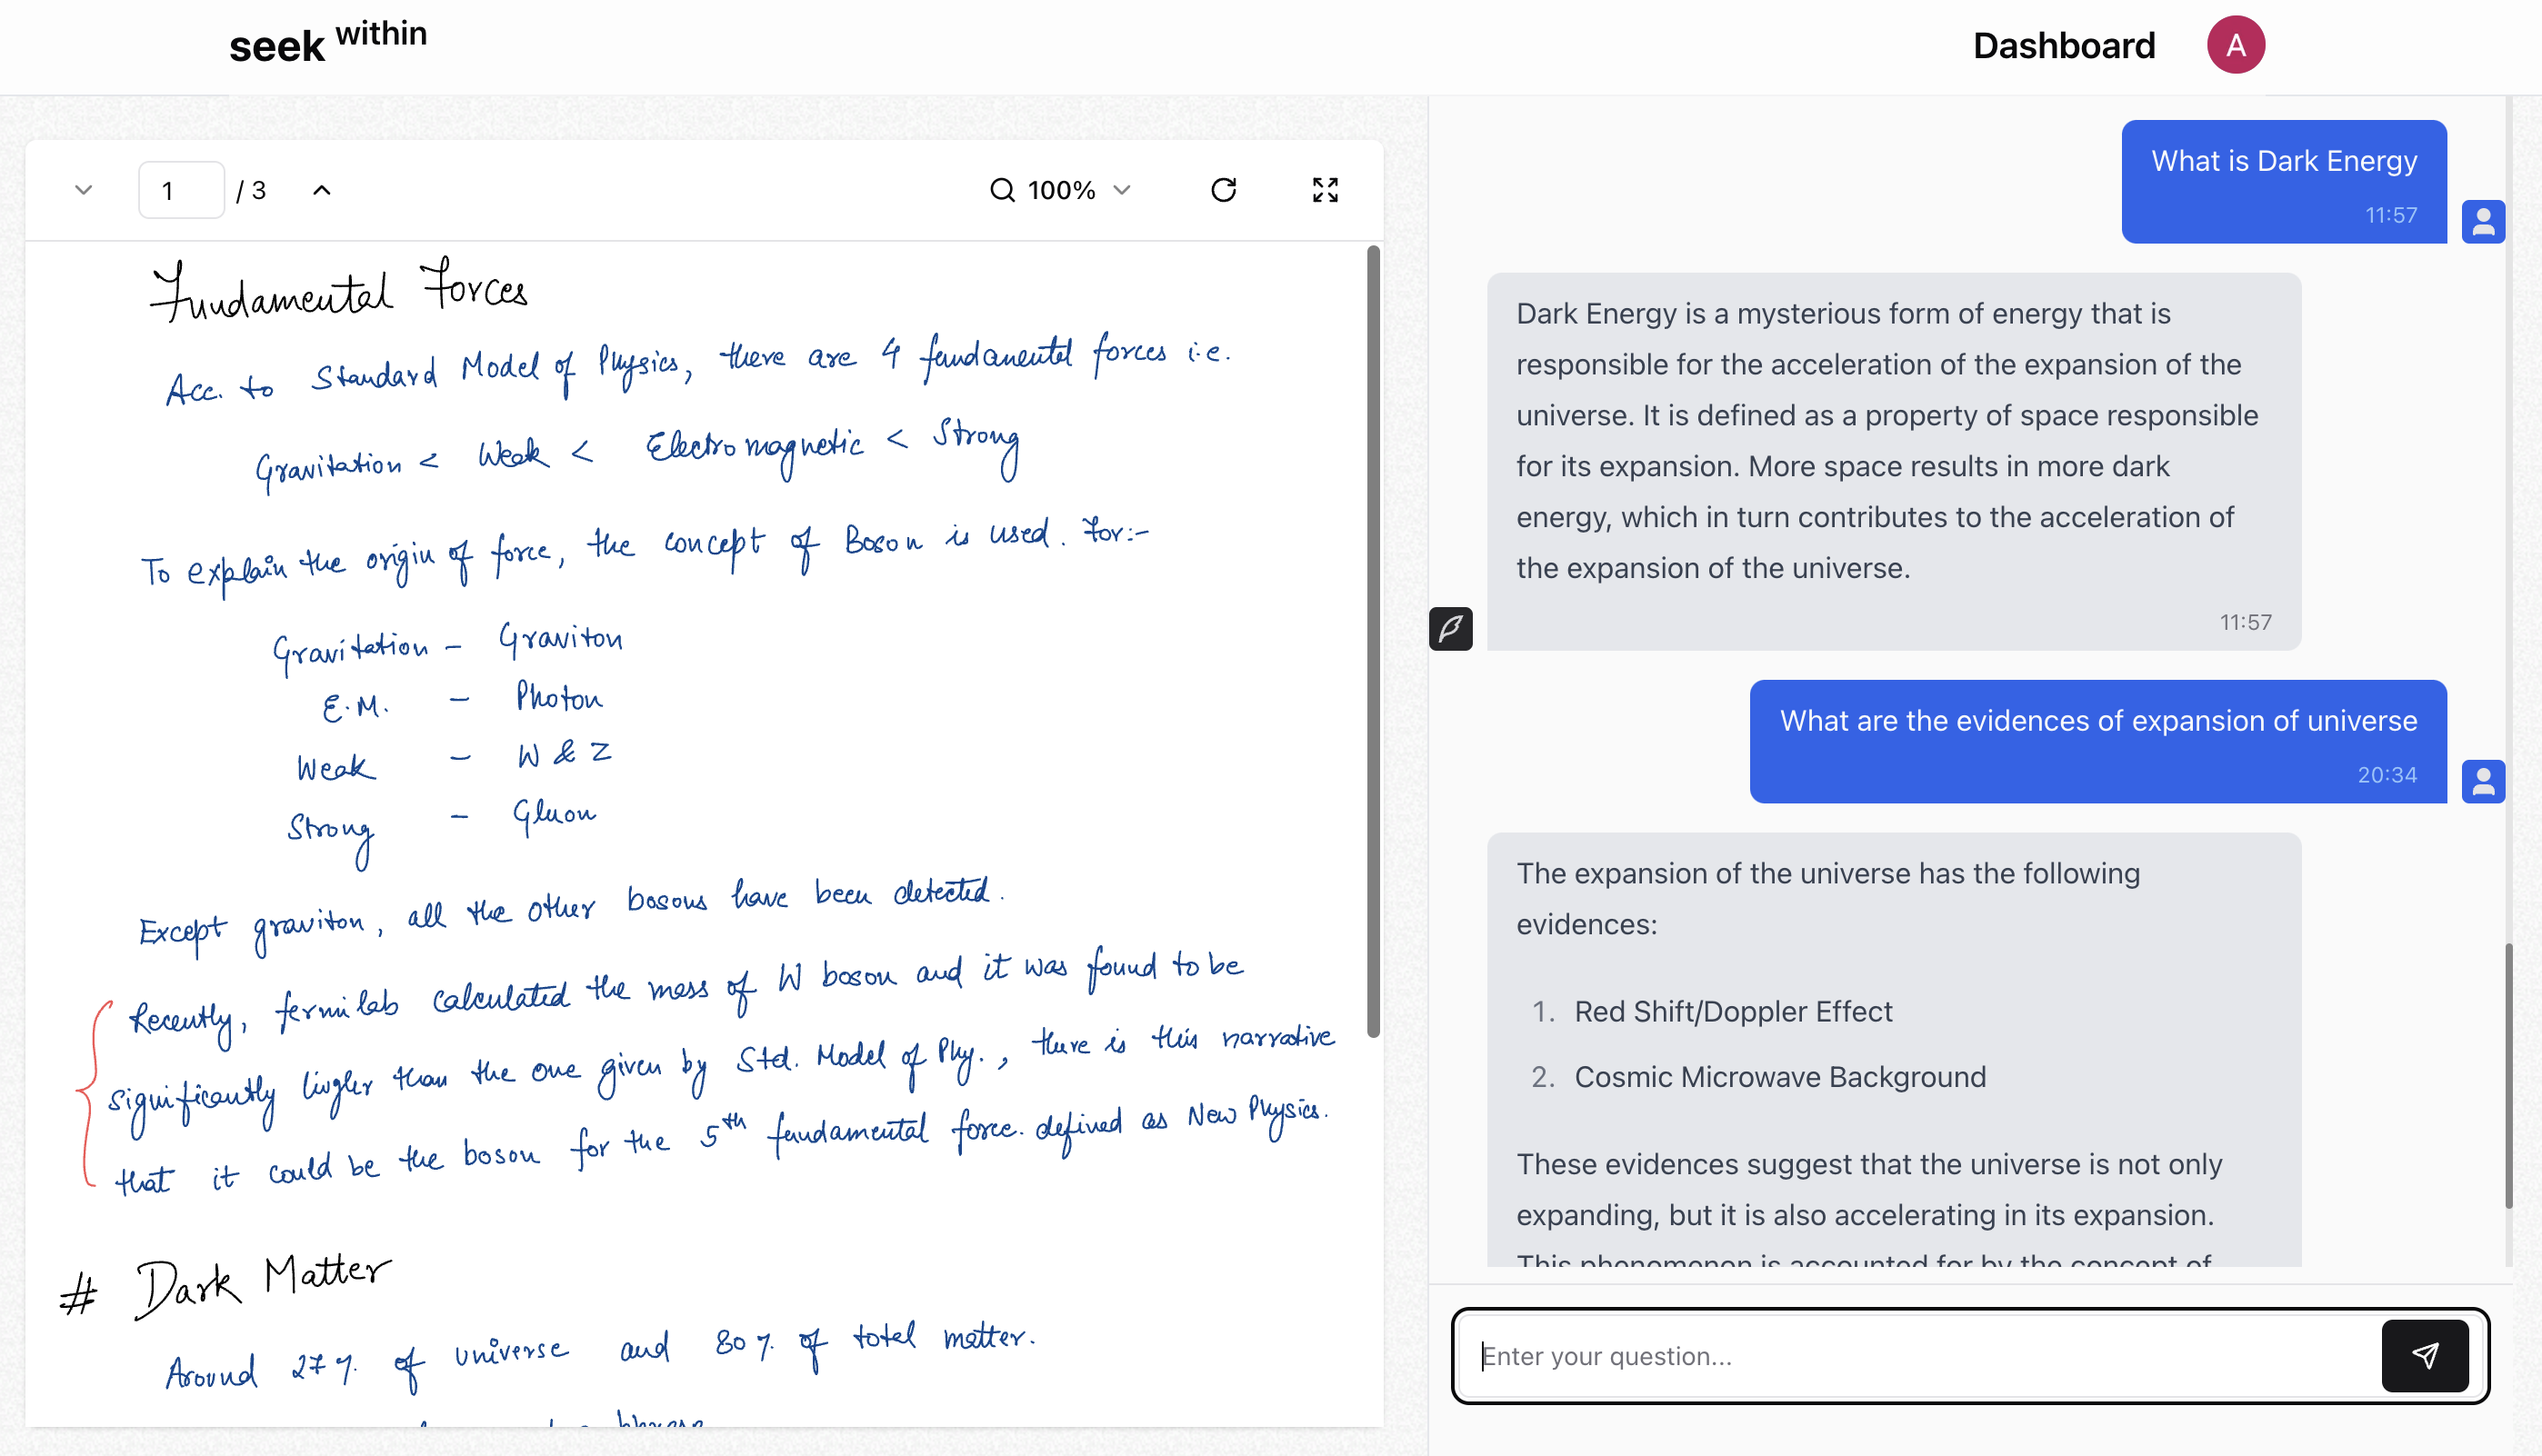 seek within
Dashboard
A
1 / 3
100%
Fundamental Forces
Acc. to Standard Model of Physics, there are 4 fundamental forces i.e.
Gravitation < Weak < Electromagnetic < Strong
To explain the origin of force, the concept of Boson is used. For:-
Gravitation - Graviton
E.M. - Photon
Weak - W & Z
Strong - Gluon
Except graviton, all the other bosons have been detected.
Recently, fermilab calculated the mass of W boson and it was found to be
significantly higher than the one given by Std. Model of Phy., there is this narrative
that it could be the boson for the 5th fundamental force. defined as New Physics.
# Dark Matter
Around 27% of universe and 80% of total matter.
What is Dark Energy
11:57
Dark Energy is a mysterious form of energy that is
responsible for the acceleration of the expansion of the
universe. It is defined as a property of space responsible
for its expansion. More space results in more dark
energy, which in turn contributes to the acceleration of
the expansion of the universe.
11:57
What are the evidences of expansion of universe
20:34
The expansion of the universe has the following
evidences:
1. Red Shift/Doppler Effect
2. Cosmic Microwave Background
These evidences suggest that the universe is not only
expanding, but it is also accelerating in its expansion.
This phenomenon is accounted for by the concept of
Enter your question...